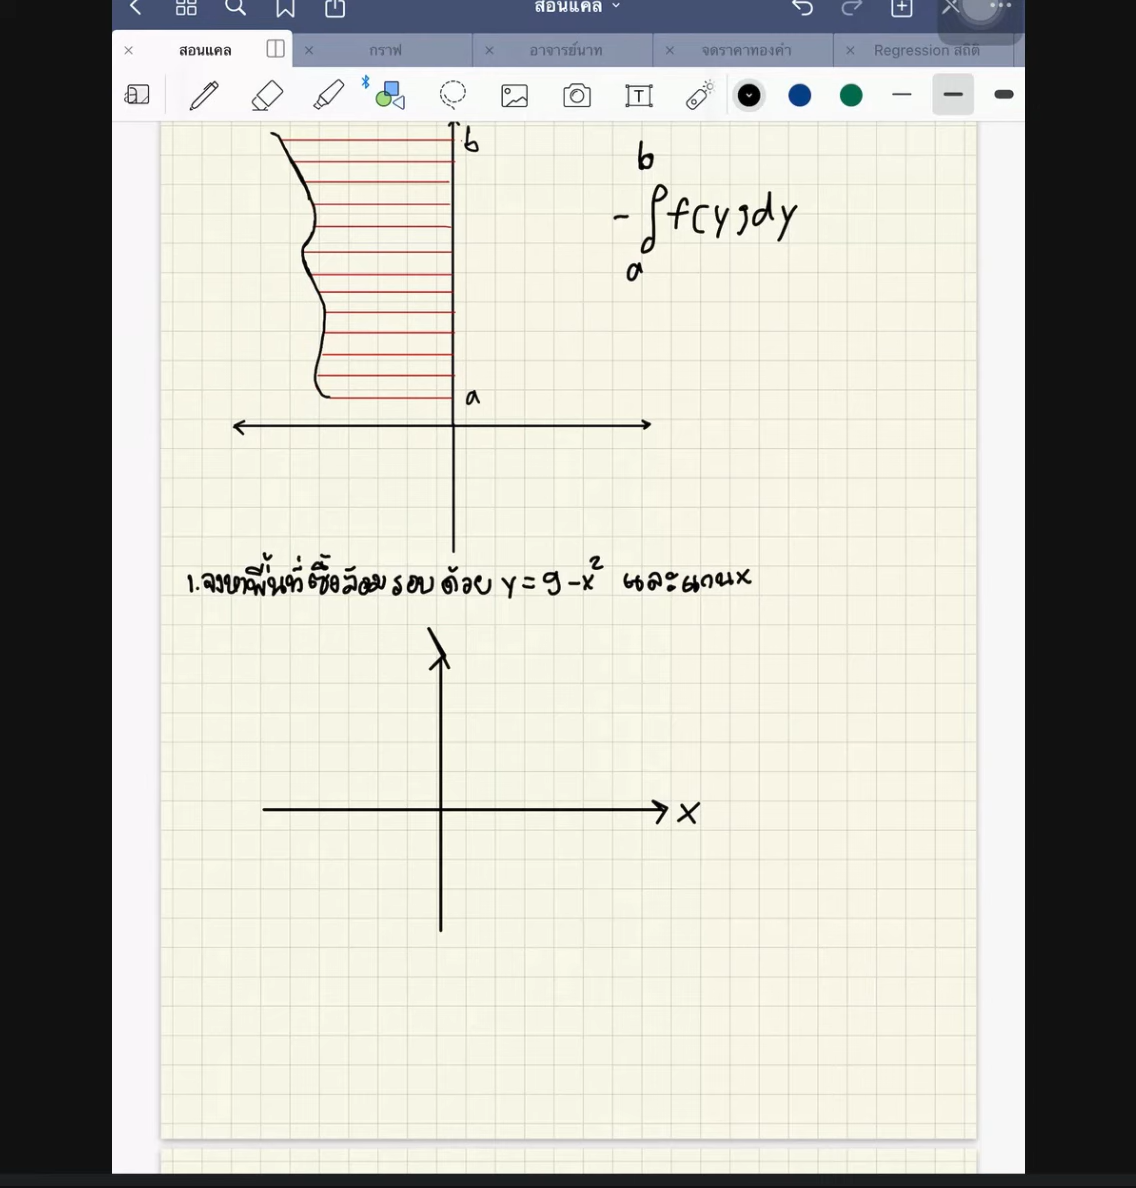 สอนแคล
สอนแคล กราฟ อาจารย์นาท จดราคาทองคำ Regression สถิติ
b
b
- ∫ f(y)dy
a
a
1. จงหาพื้นที่ซึ่งล้อมรอบด้วย y = 9 - x² และแกน x
x